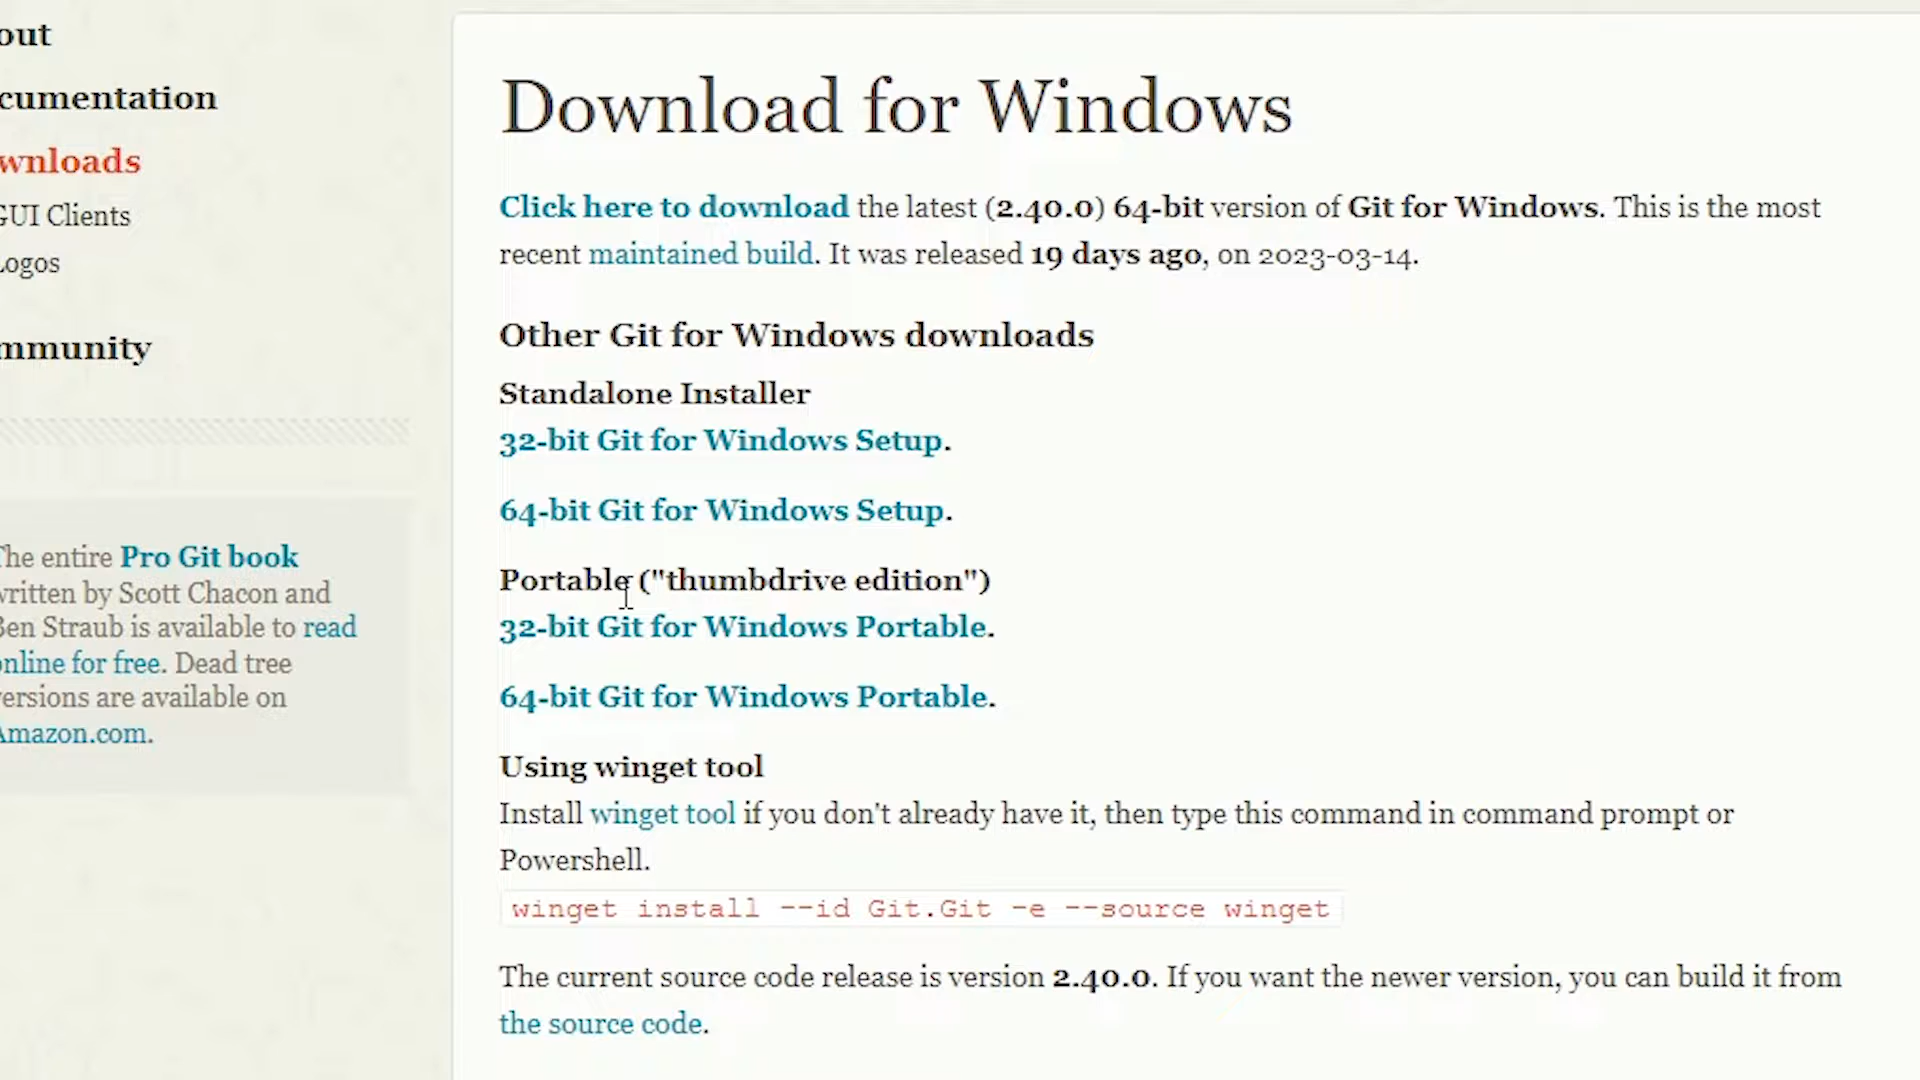 out
cumentation
wnloads
GUI Clients
Logos
mmunity
The entire Pro Git book
written by Scott Chacon and
Ben Straub is available to read
online for free. Dead tree
versions are available on
Amazon.com.
Download for Windows
Click here to download the latest (2.40.0) 64-bit version of Git for Windows. This is the most
recent maintained build. It was released 19 days ago, on 2023-03-14.
Other Git for Windows downloads
Standalone Installer
32-bit Git for Windows Setup.
64-bit Git for Windows Setup.
Portable ("thumbdrive edition")
32-bit Git for Windows Portable.
64-bit Git for Windows Portable.
Using winget tool
Install winget tool if you don't already have it, then type this command in command prompt or
Powershell.
winget install --id Git.Git -e --source winget
The current source code release is version 2.40.0. If you want the newer version, you can build it from
the source code.